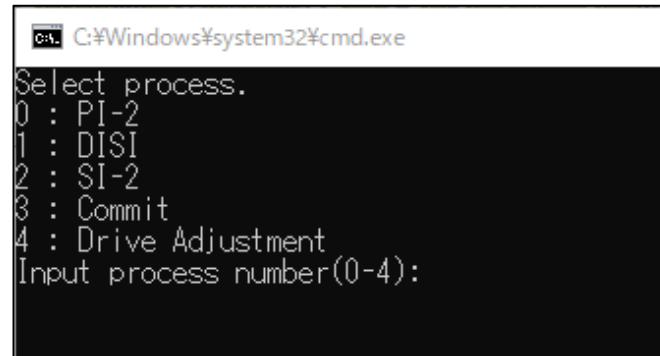 C:¥Windows¥system32¥cmd.exe
Select process.
0 : PI-2
1 : DISI
2 : SI-2
3 : Commit
4 : Drive Adjustment
Input process number(0-4):